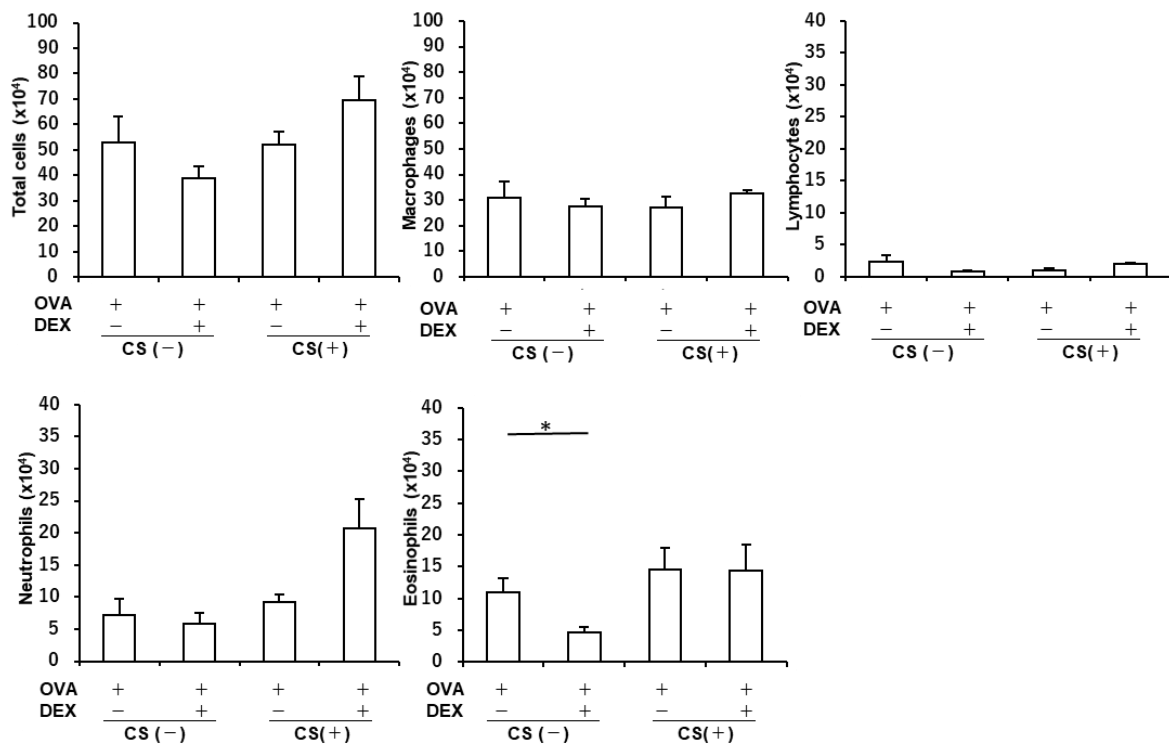 Total cells (x10⁴)
100
90
80
70
60
50
40
30
20
10
0
OVA + + + +
DEX − + − +
CS (−) CS(+)
Macrophages (x10⁴)
100
90
80
70
60
50
40
30
20
10
0
OVA + + + +
DEX − + − +
CS (−) CS(+)
Lymphocytes (x10⁴)
40
35
30
25
20
15
10
5
0
OVA + + + +
DEX − + − +
CS (−) CS(+)
Neutrophils (x10⁴)
40
35
30
25
20
15
10
5
0
OVA + + + +
DEX − + − +
CS (−) CS(+)
Eosinophils (x10⁴)
40
35
30
25
20
15
10
5
0
*
OVA + + + +
DEX − + − +
CS (−) CS(+)